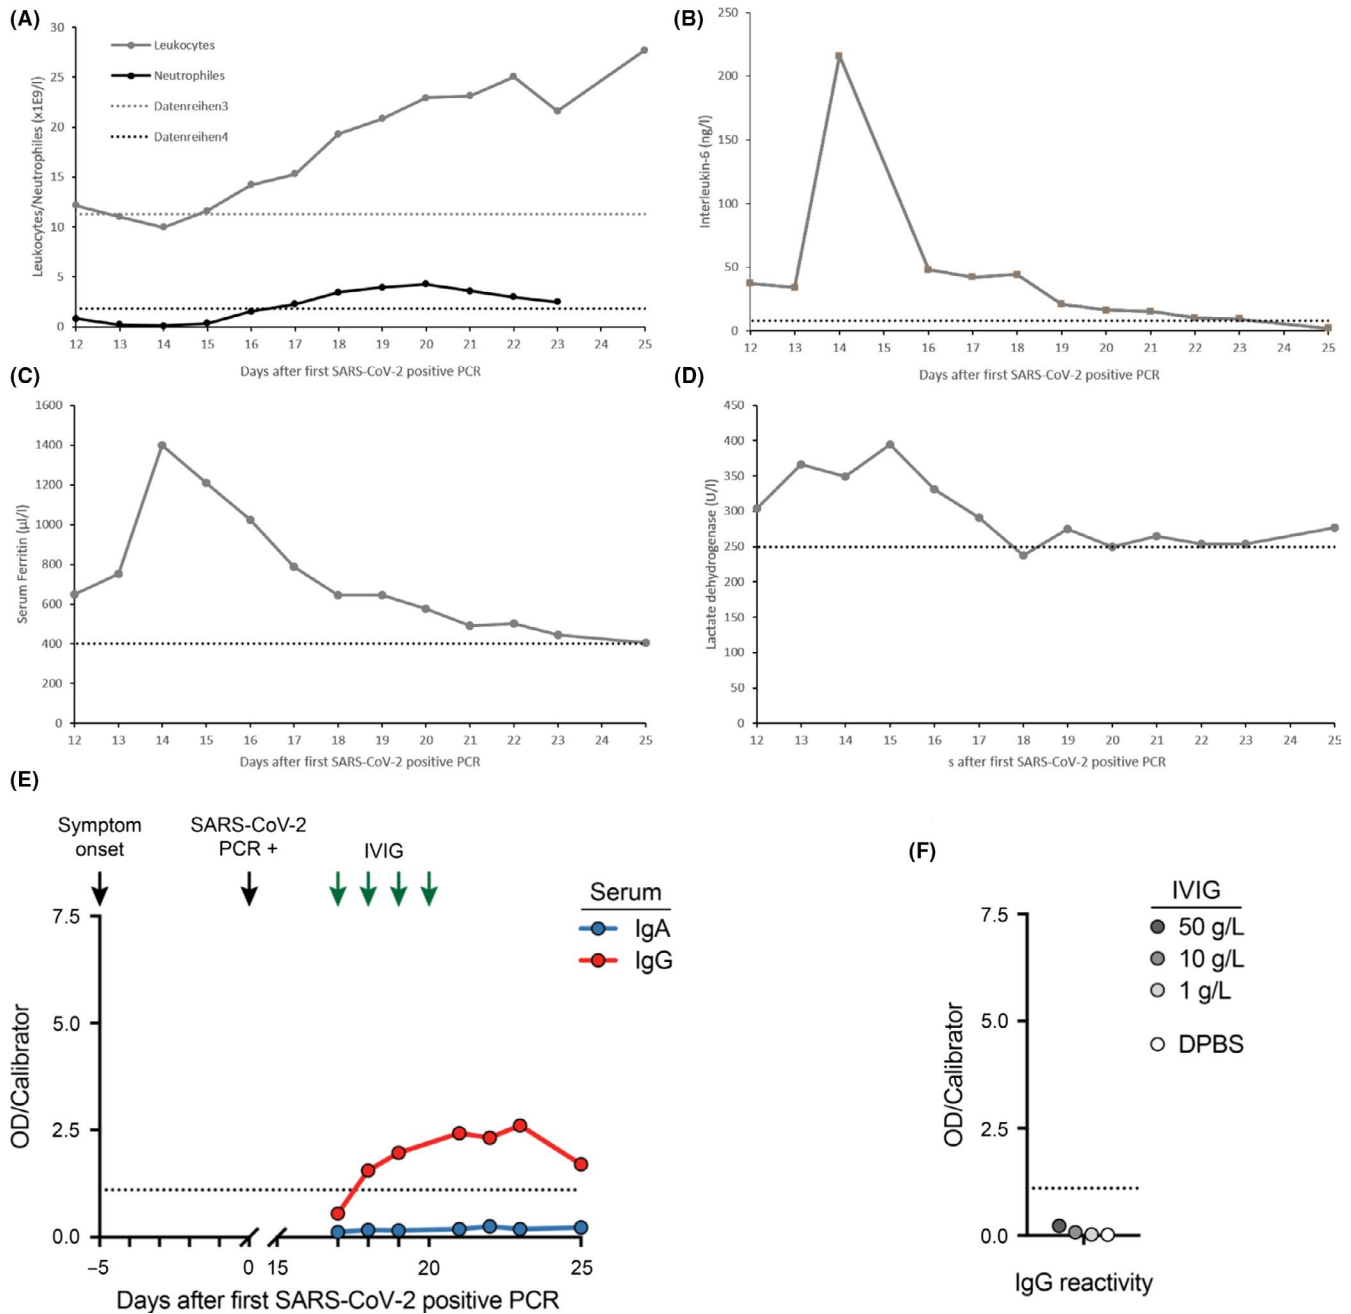 (A)
30
25
20
15
10
5
0
Leukocytes/Neutrophiles (x1E9/l)
Leukocytes
Neutrophiles
Datenreihen3
Datenreihen4
12 13 14 15 16 17 18 19 20 21 22 23 24 25
Days after first SARS-CoV-2 positive PCR
(B)
250
200
150
100
50
0
Interleukin-6 (ng/l)
12 13 14 15 16 17 18 19 20 21 22 23 24 25
Days after first SARS-CoV-2 positive PCR
(C)
1600
1400
1200
1000
800
600
400
200
0
Serum Ferritin (µl/l)
12 13 14 15 16 17 18 19 20 21 22 23 24 25
Days after first SARS-CoV-2 positive PCR
(D)
450
400
350
300
250
200
150
100
50
0
Lactate dehydrogenase (U/l)
12 13 14 15 16 17 18 19 20 21 22 23 24 25
s after first SARS-CoV-2 positive PCR
(E)
Symptom
onset
SARS-CoV-2
PCR +
IVIG
Serum
IgA
IgG
7.5
5.0
2.5
0.0
OD/Calibrator
−5 0 15 20 25
Days after first SARS-CoV-2 positive PCR
(F)
IVIG
50 g/L
10 g/L
1 g/L
DPBS
7.5
5.0
2.5
0.0
OD/Calibrator
IgG reactivity